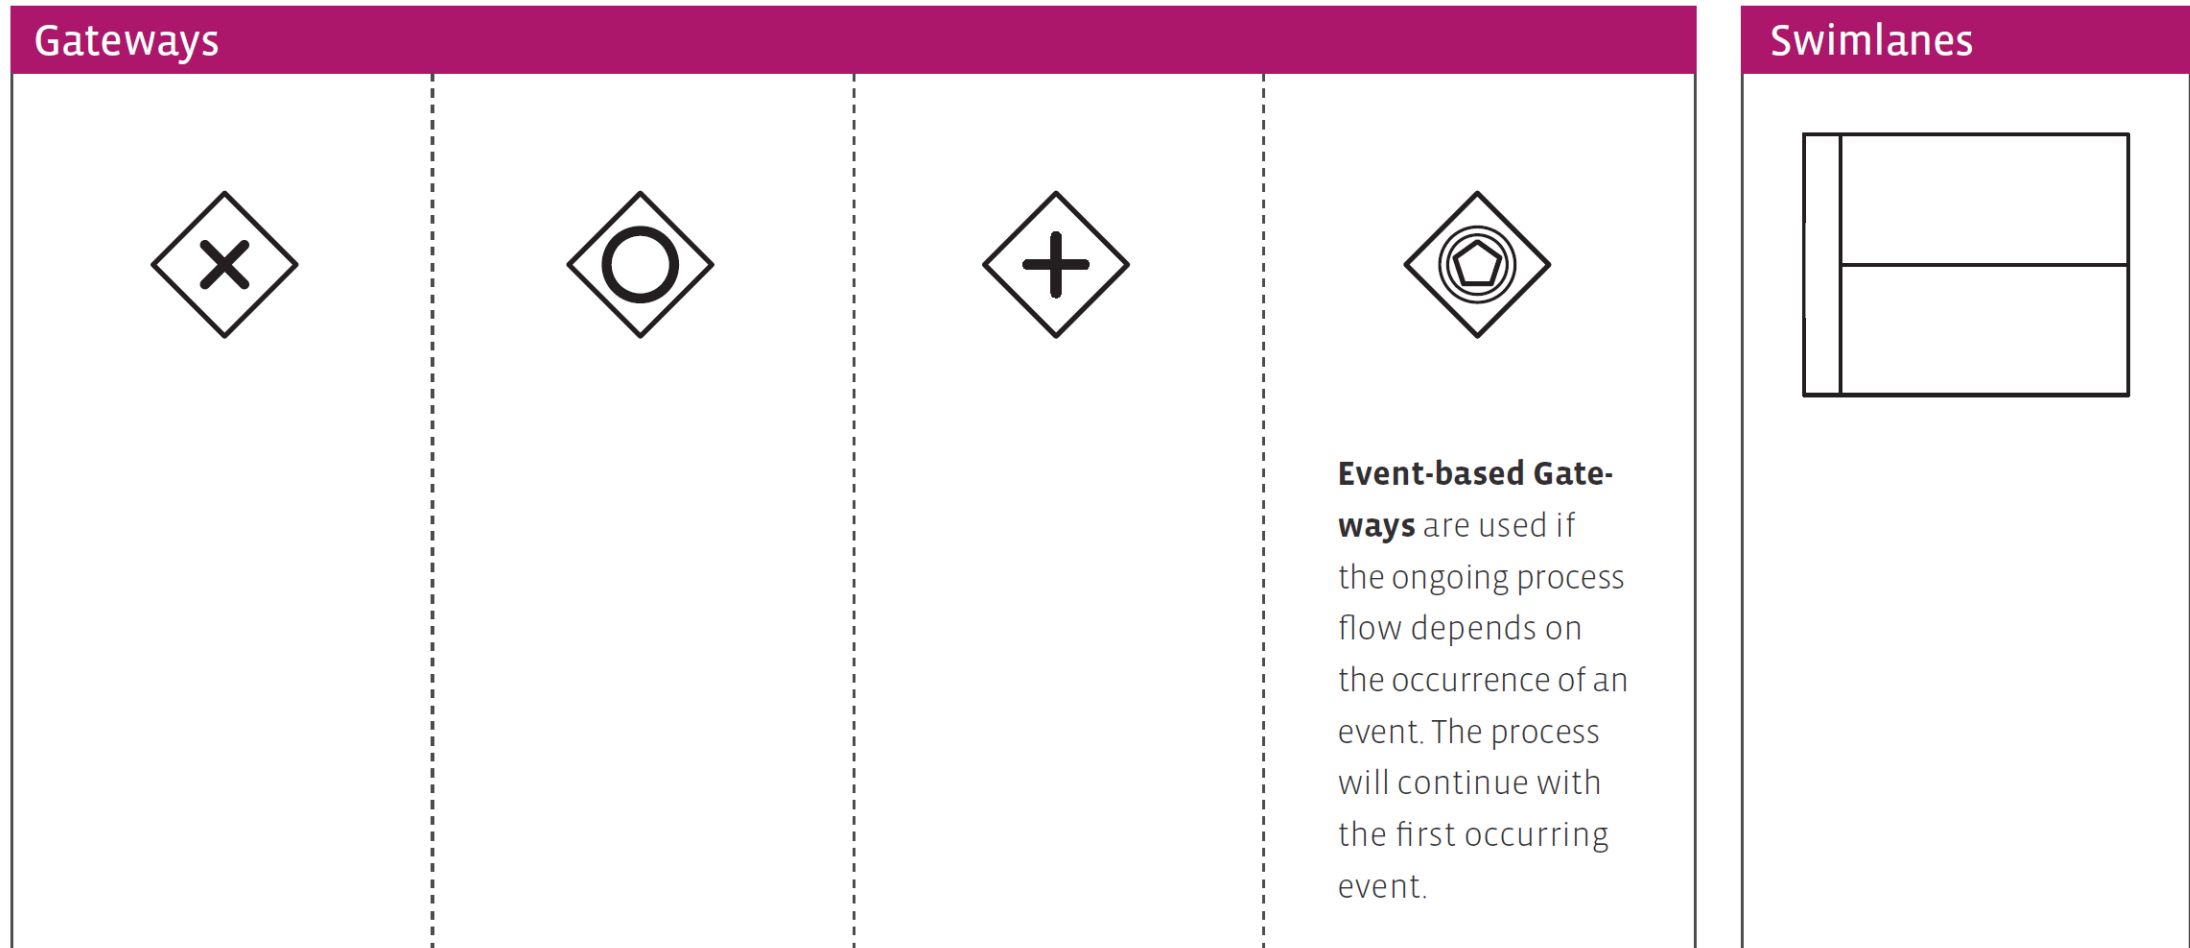 Gateways
Swimlanes
Event-based Gate-
ways are used if
the ongoing process
flow depends on
the occurrence of an
event. The process
will continue with
the first occurring
event.